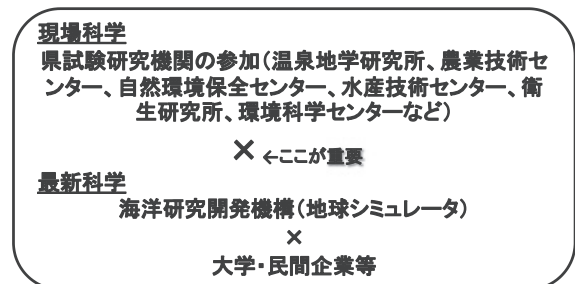 現場科学
県試験研究機関の参加(温泉地学研究所、農業技術セ
ンター、自然環境保全センター、水産技術センター、衛
生研究所、環境科学センターなど)
× ←ここが重要
最新科学
海洋研究開発機構(地球シミュレータ)
×
大学・民間企業等